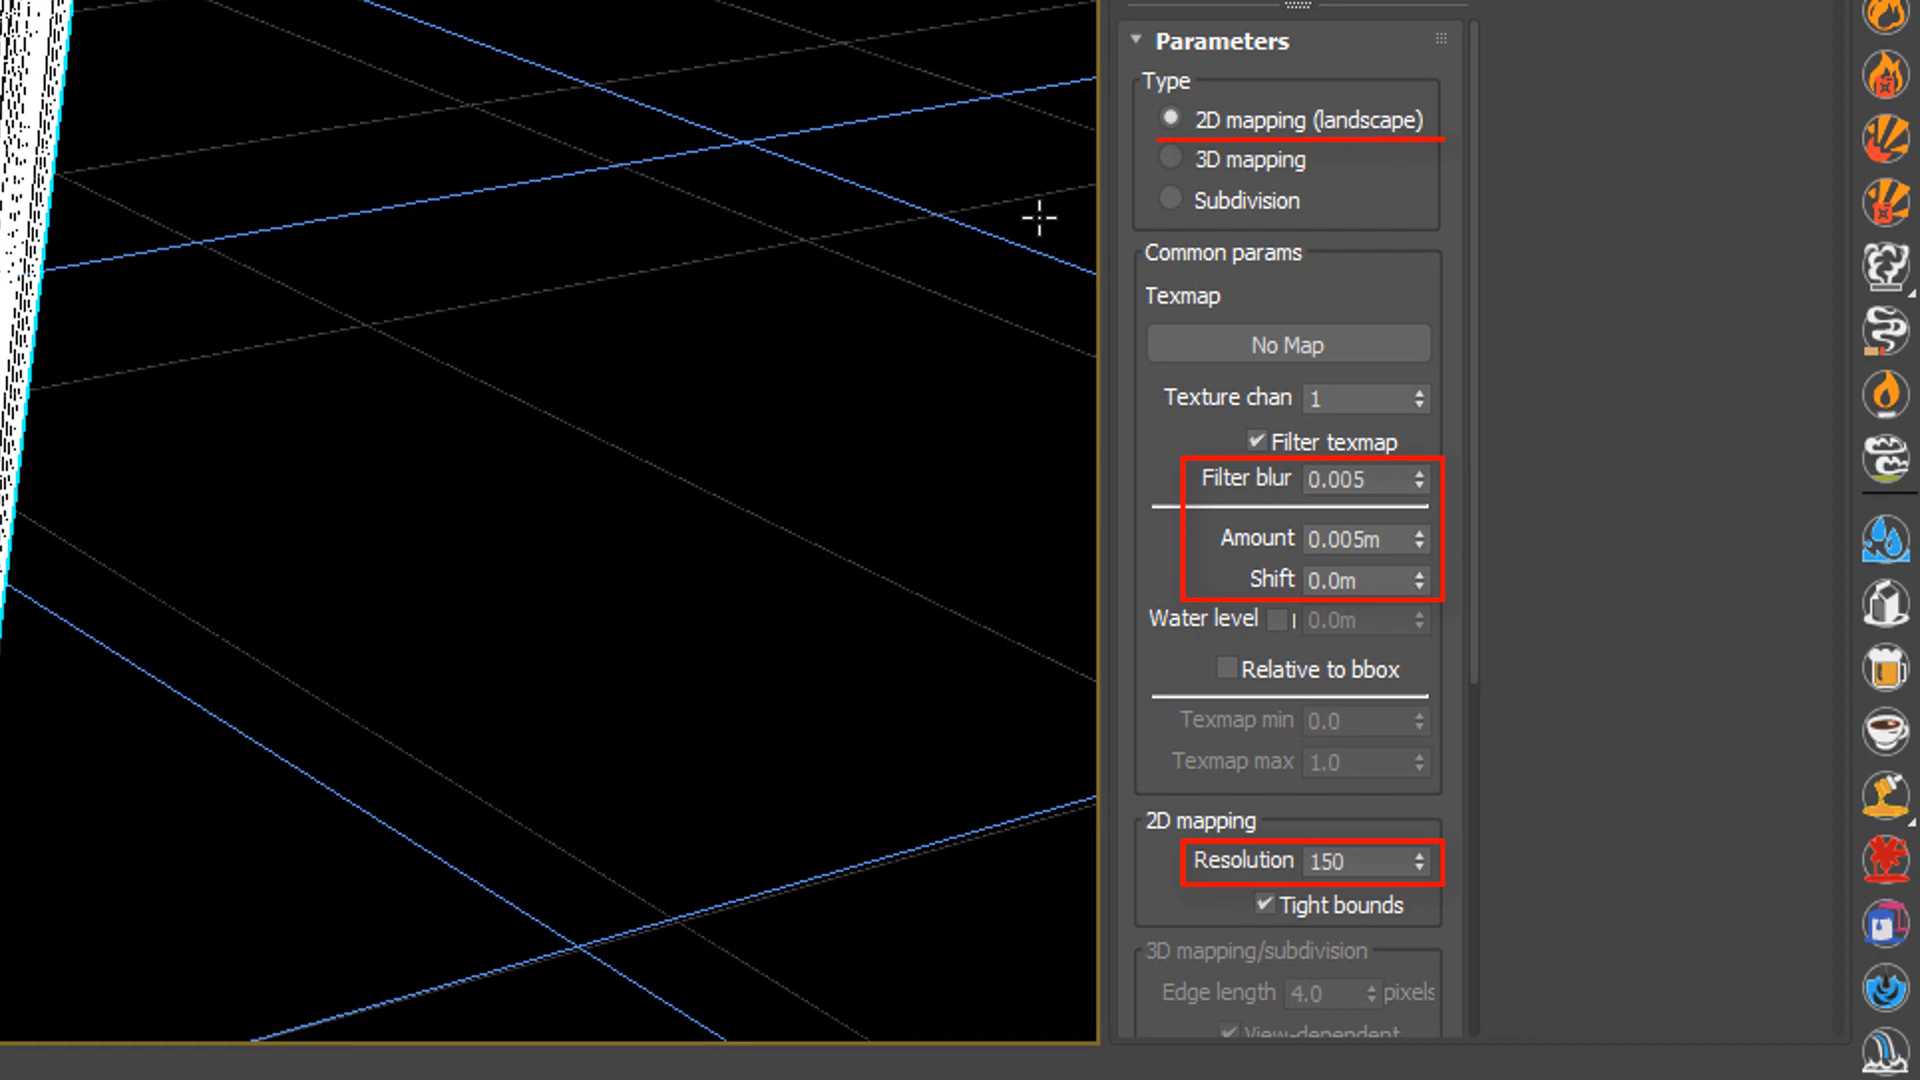 Parameters
Type
2D mapping (landscape)
3D mapping
Subdivision
Common params
Texmap
No Map
Texture chan 1
Filter texmap
Filter blur 0.005
Amount 0.005m
Shift 0.0m
Water level 0.0m
Relative to bbox
Texmap min 0.0
Texmap max 1.0
2D mapping
Resolution 150
Tight bounds
3D mapping/subdivision
Edge length 4.0 pixels
View-dependent